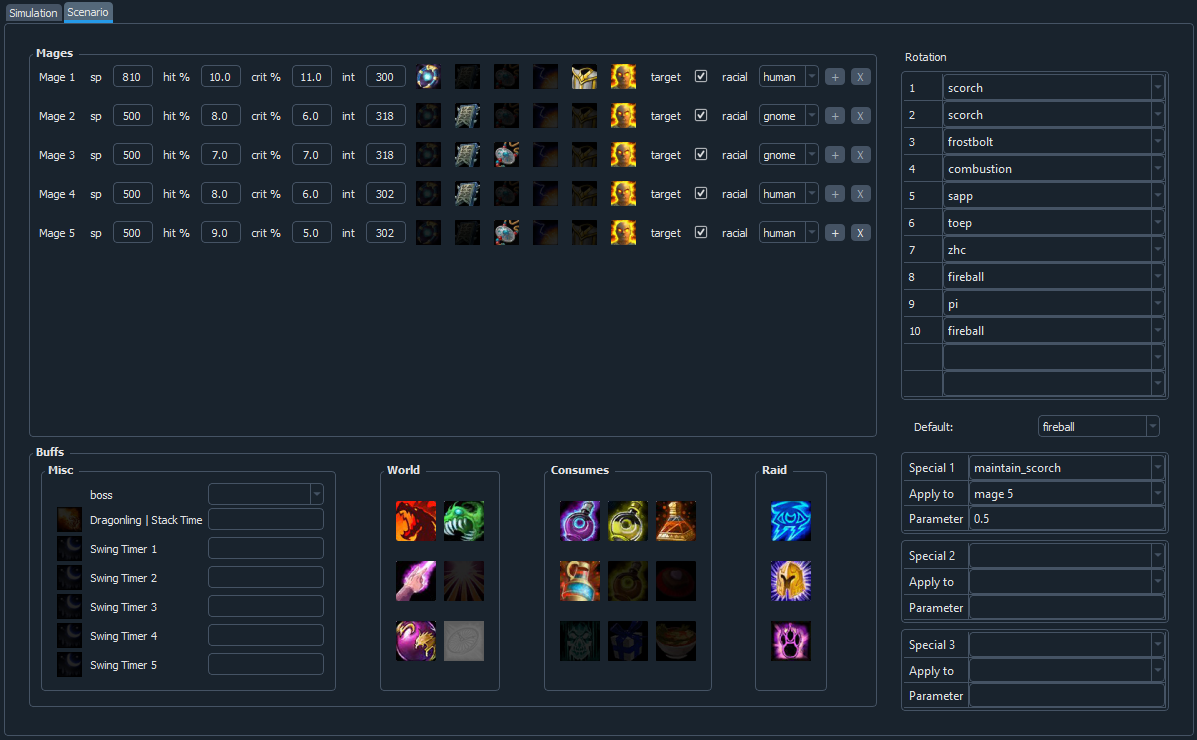 Simulation Scenario
Mages
Mage 1 sp 810 hit % 10.0 crit % 11.0 int 300 target racial human + X
Mage 2 sp 500 hit % 8.0 crit % 6.0 int 318 target racial gnome + X
Mage 3 sp 500 hit % 7.0 crit % 7.0 int 318 target racial gnome + X
Mage 4 sp 500 hit % 8.0 crit % 6.0 int 302 target racial human + X
Mage 5 sp 500 hit % 9.0 crit % 5.0 int 302 target racial human + X
Rotation
1 scorch
2 scorch
3 frostbolt
4 combustion
5 sapp
6 toep
7 zhc
8 fireball
9 pi
10 fireball
Default: fireball
Buffs
Misc
boss
Dragonling | Stack Time
Swing Timer 1
Swing Timer 2
Swing Timer 3
Swing Timer 4
Swing Timer 5
World
Consumes
Raid
Special 1 maintain_scorch
Apply to mage 5
Parameter 0.5
Special 2
Apply to
Parameter
Special 3
Apply to
Parameter